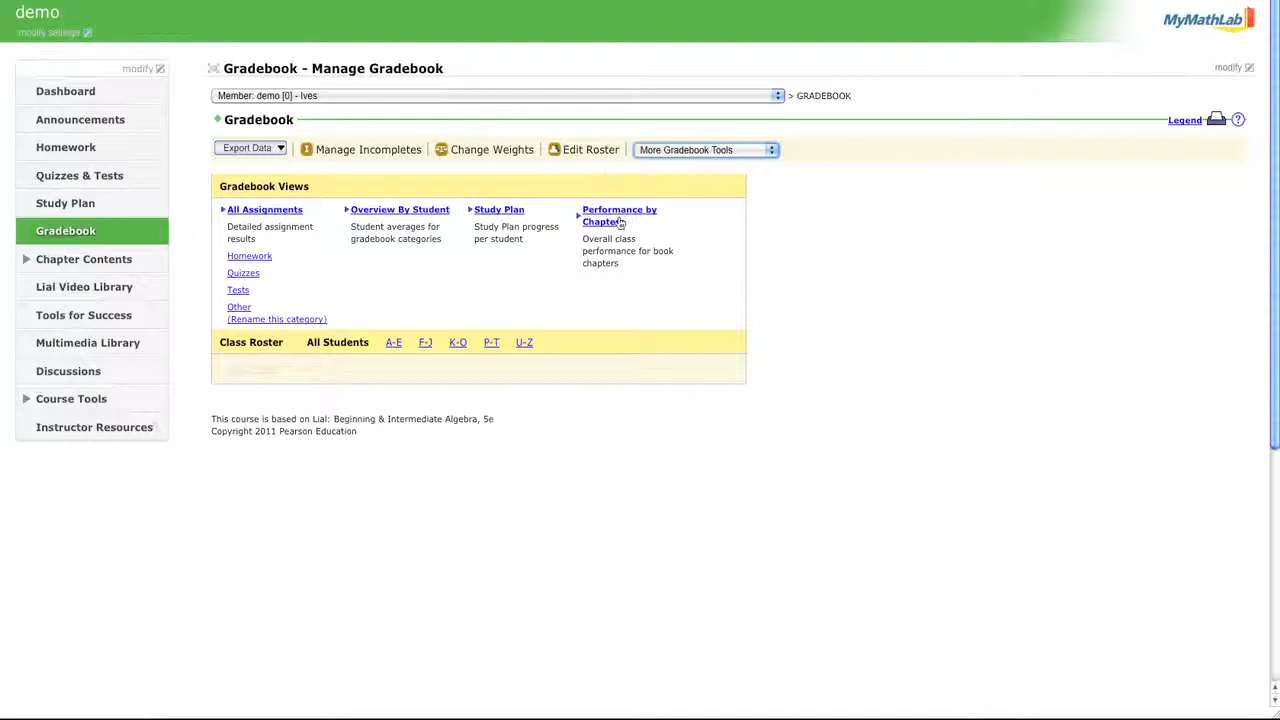 demo
modify settings
MyMathLab
modify
Dashboard
Announcements
Homework
Quizzes & Tests
Study Plan
Gradebook
Chapter Contents
Lial Video Library
Tools for Success
Multimedia Library
Discussions
Course Tools
Instructor Resources
Gradebook - Manage Gradebook
modify
Member: demo [0] - Ives
> GRADEBOOK
Gradebook
Legend
?
Export Data
Manage Incompletes
Change Weights
Edit Roster
More Gradebook Tools
Gradebook Views
All Assignments
Detailed assignment
results
Homework
Quizzes
Tests
Other
(Rename this category)
Overview By Student
Student averages for
gradebook categories
Study Plan
Study Plan progress
per student
Performance by
Chapter
Overall class
performance for book
chapters
Class Roster
All Students
A-E
F-J
K-O
P-T
U-Z
This course is based on Lial: Beginning & Intermediate Algebra, 5e
Copyright 2011 Pearson Education